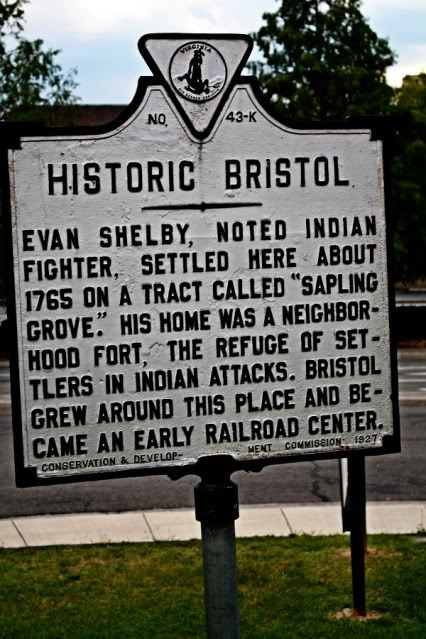 VIRGINIA
NO. 43-K
HISTORIC BRISTOL
EVAN SHELBY, NOTED INDIAN
FIGHTER, SETTLED HERE ABOUT
1765 ON A TRACT CALLED "SAPLING
GROVE." HIS HOME WAS A NEIGHBOR-
HOOD FORT, THE REFUGE OF SET-
TLERS IN INDIAN ATTACKS. BRISTOL
GREW AROUND THIS PLACE AND BE-
CAME AN EARLY RAILROAD CENTER.
CONSERVATION & DEVELOP- MENT COMMISSION 1927